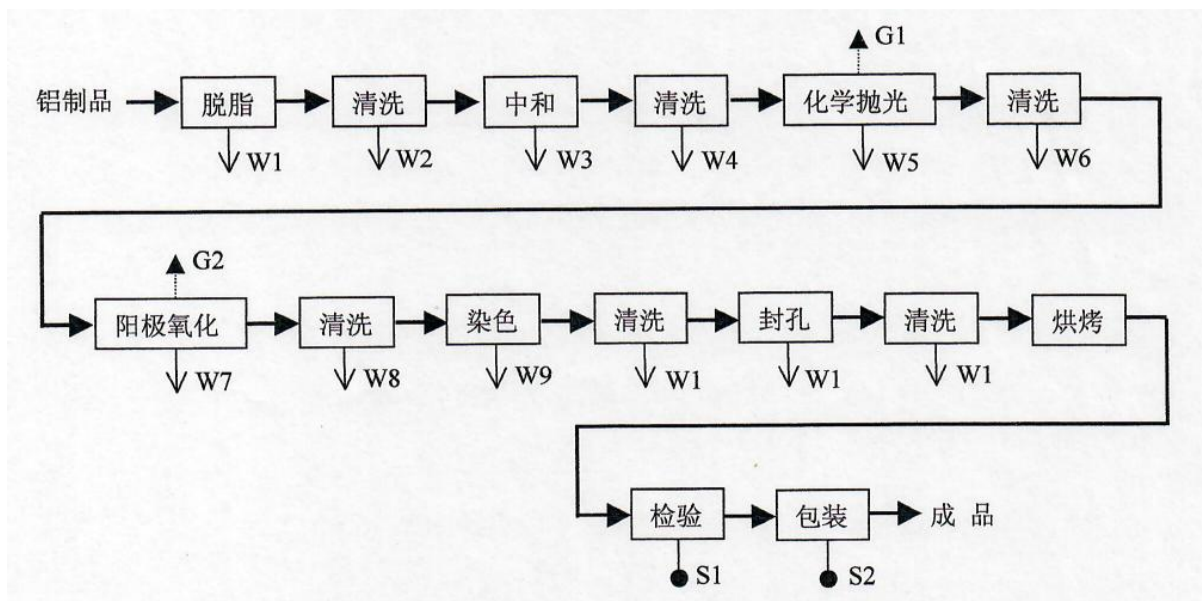 G1
铝制品 脱脂 清洗 中和 清洗 化学抛光 清洗
W1 W2 W3 W4 W5 W6
G2
阳极氧化 清洗 染色 清洗 封孔 清洗 烘烤
W7 W8 W9 W1 W1 W1
检验 包装 成 品
S1 S2